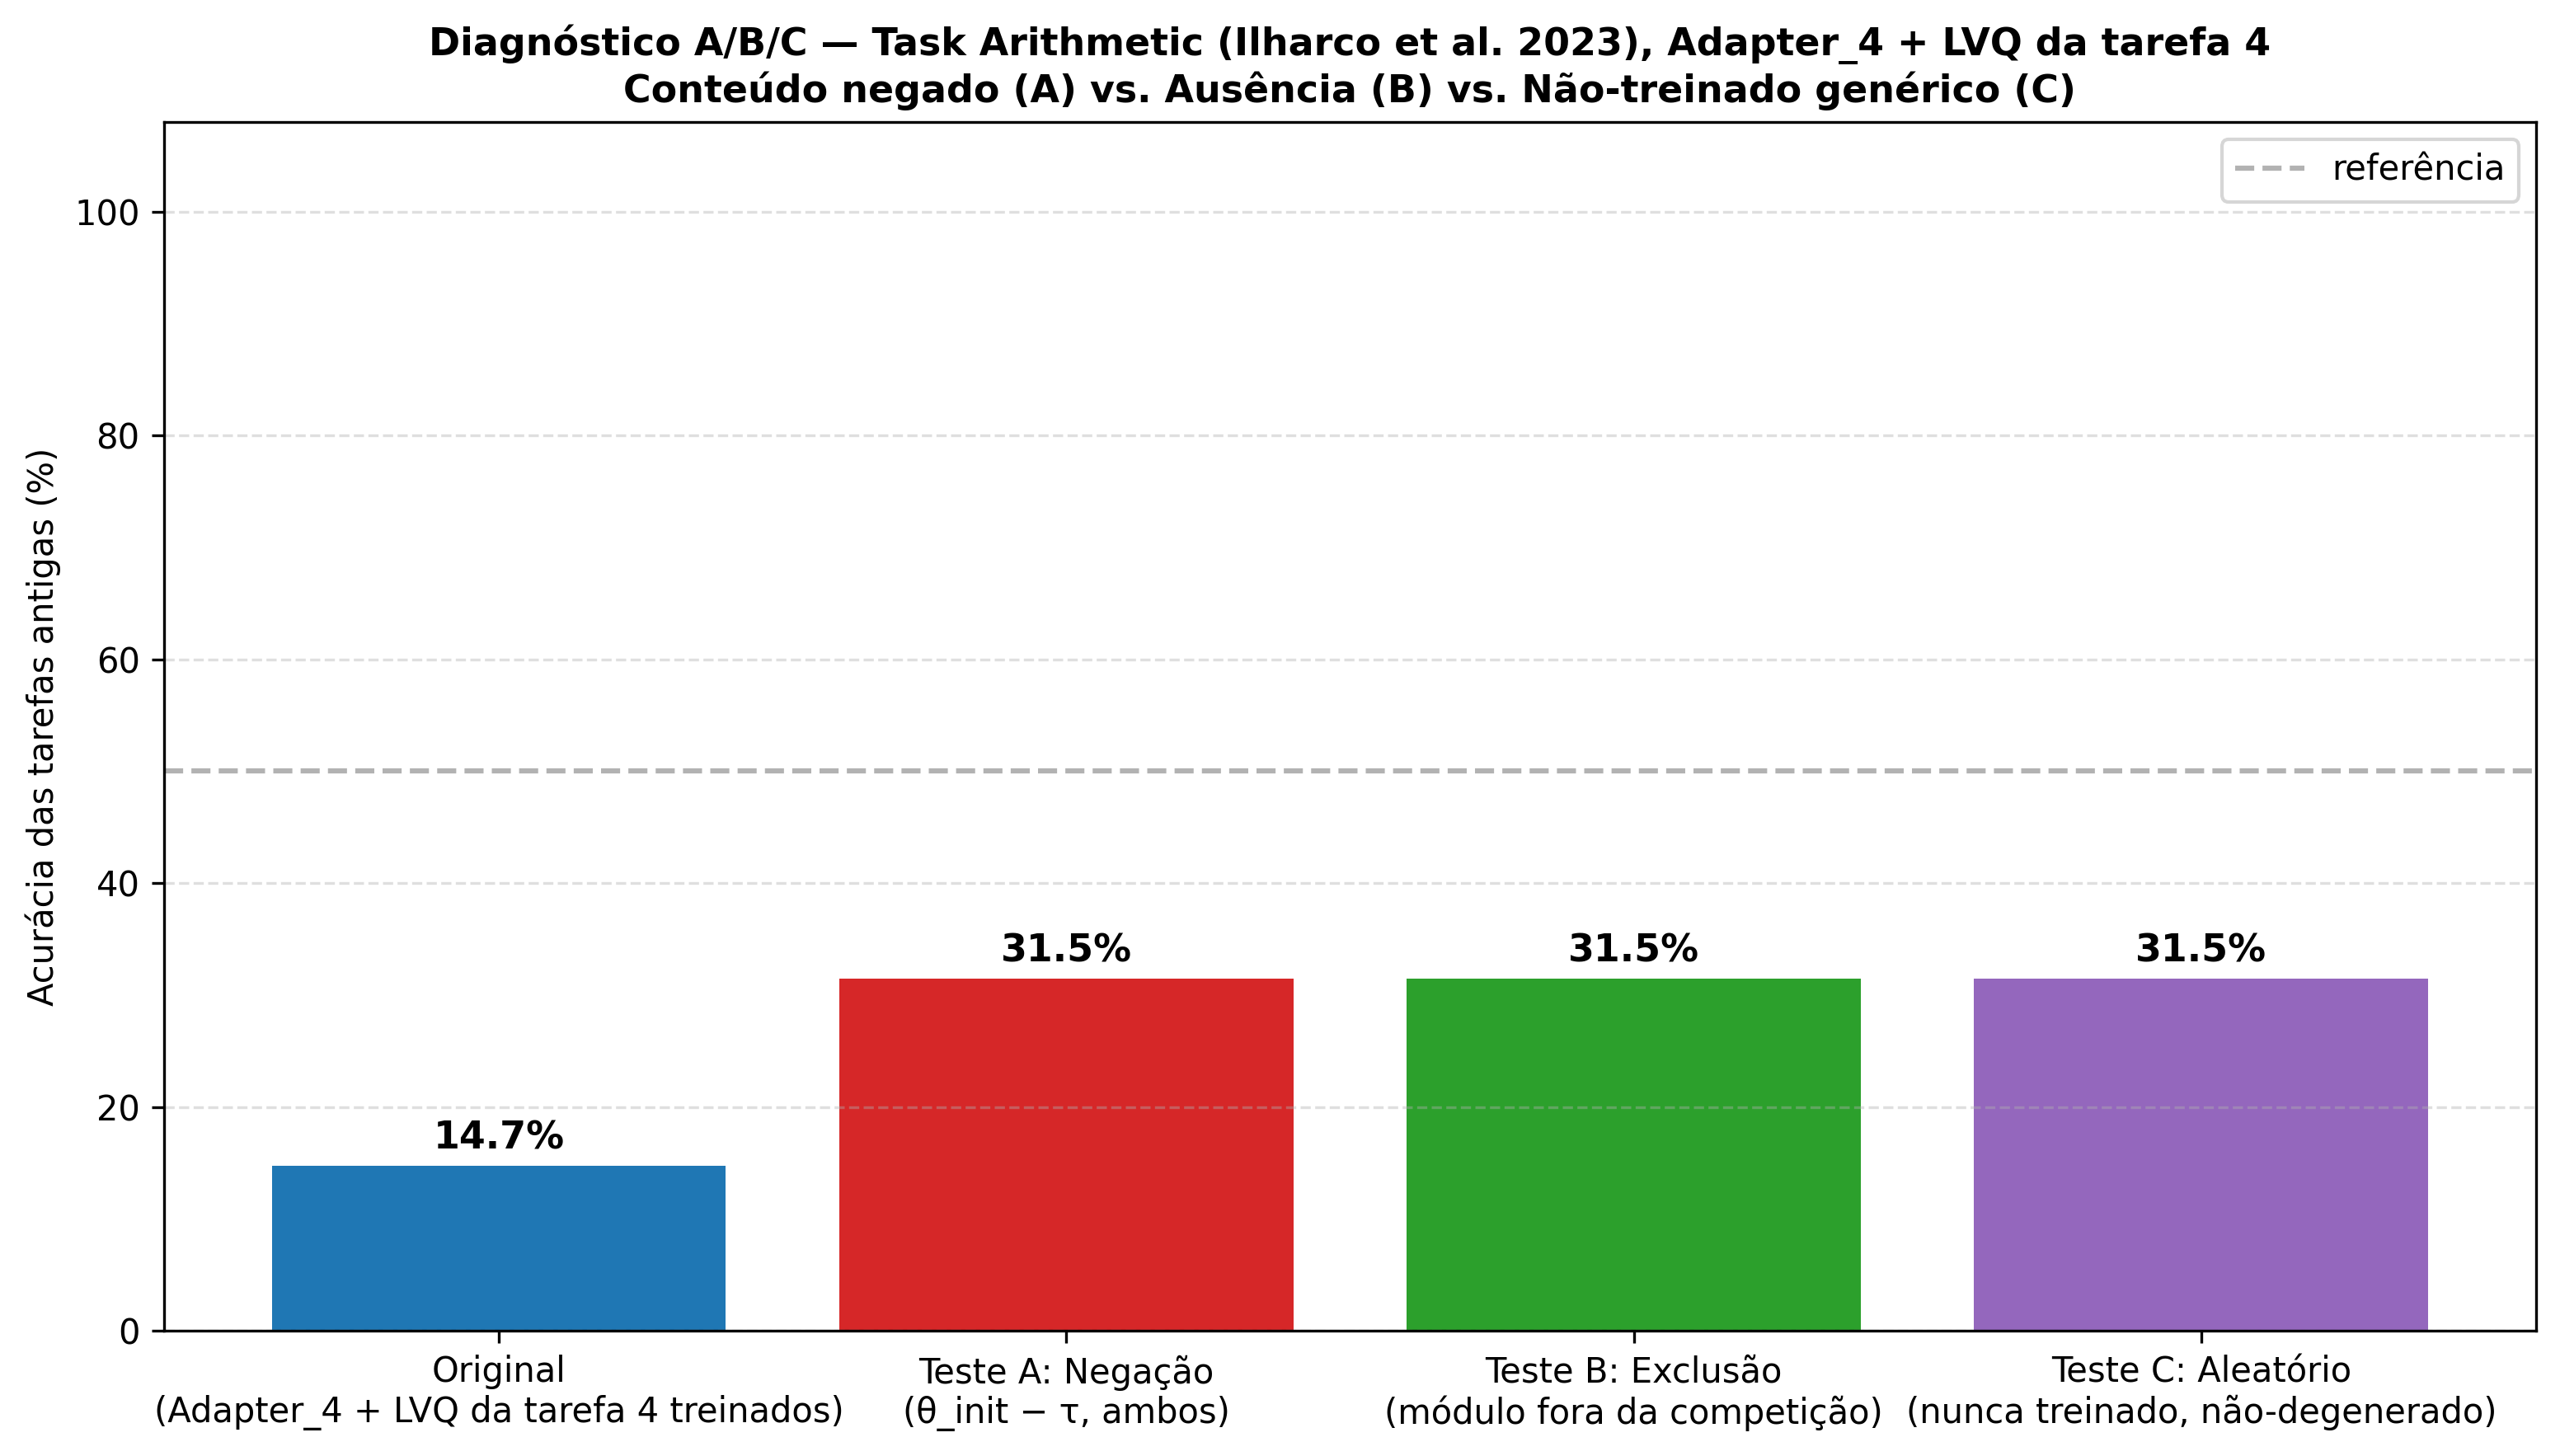 Diagnóstico A/B/C — Task Arithmetic (Ilharco et al. 2023), Adapter_4 + LVQ da tarefa 4
Conteúdo negado (A) vs. Ausência (B) vs. Não-treinado genérico (C)
referência
Acurácia das tarefas antigas (%)
100
80
60
40
20
0
14.7%
31.5%
31.5%
31.5%
Original
(Adapter_4 + LVQ da tarefa 4 treinados)
Teste A: Negação
(θ_init − τ, ambos)
Teste B: Exclusão
(módulo fora da competição)
Teste C: Aleatório
(nunca treinado, não-degenerado)